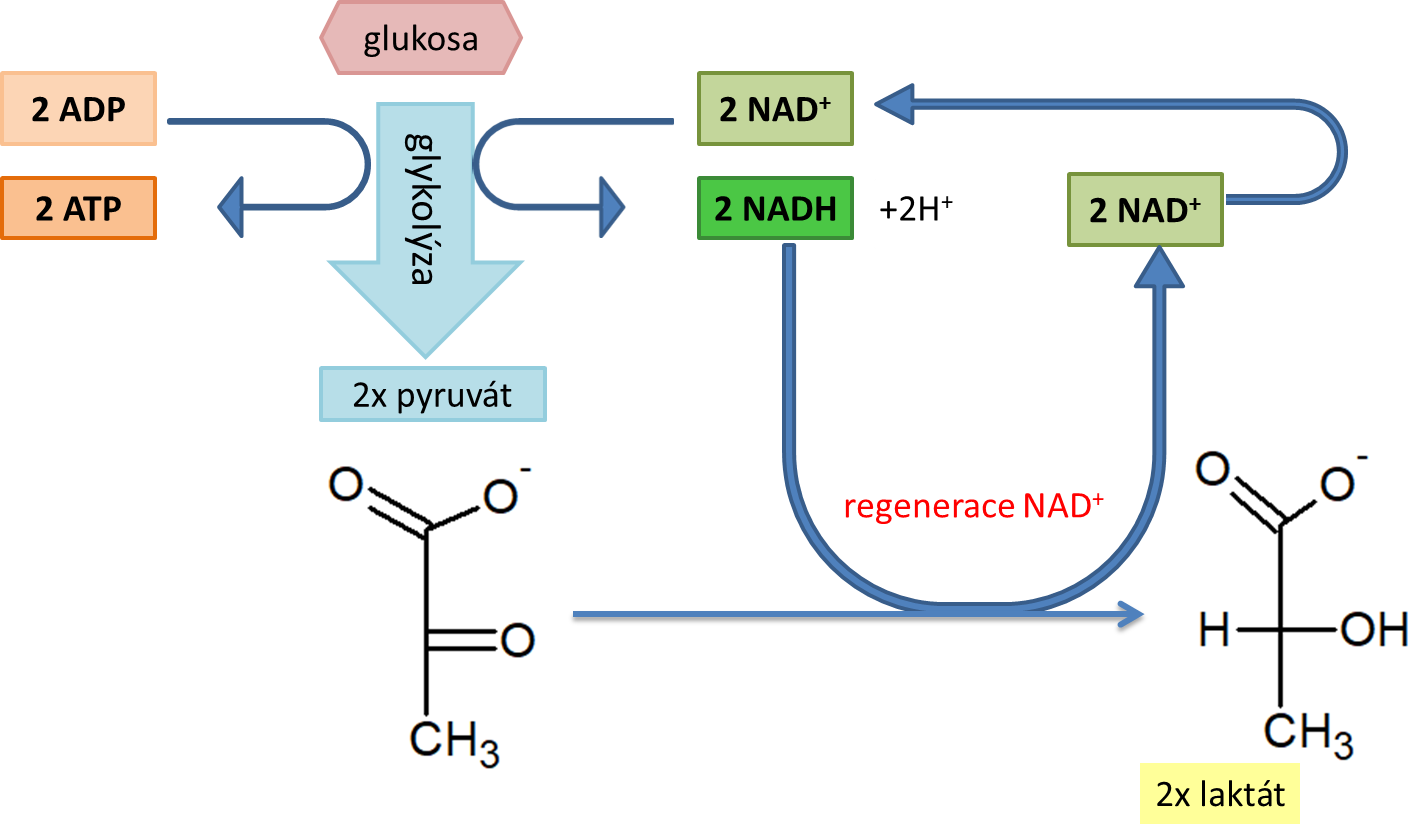 glukosa
2 ADP
2 NAD⁺
glykolýza
2 ATP
2 NADH
+2H⁺
2 NAD⁺
2x pyruvát
regenerace NAD⁺
O
O⁻
O
CH₃
O
O⁻
H
OH
CH₃
2x laktát